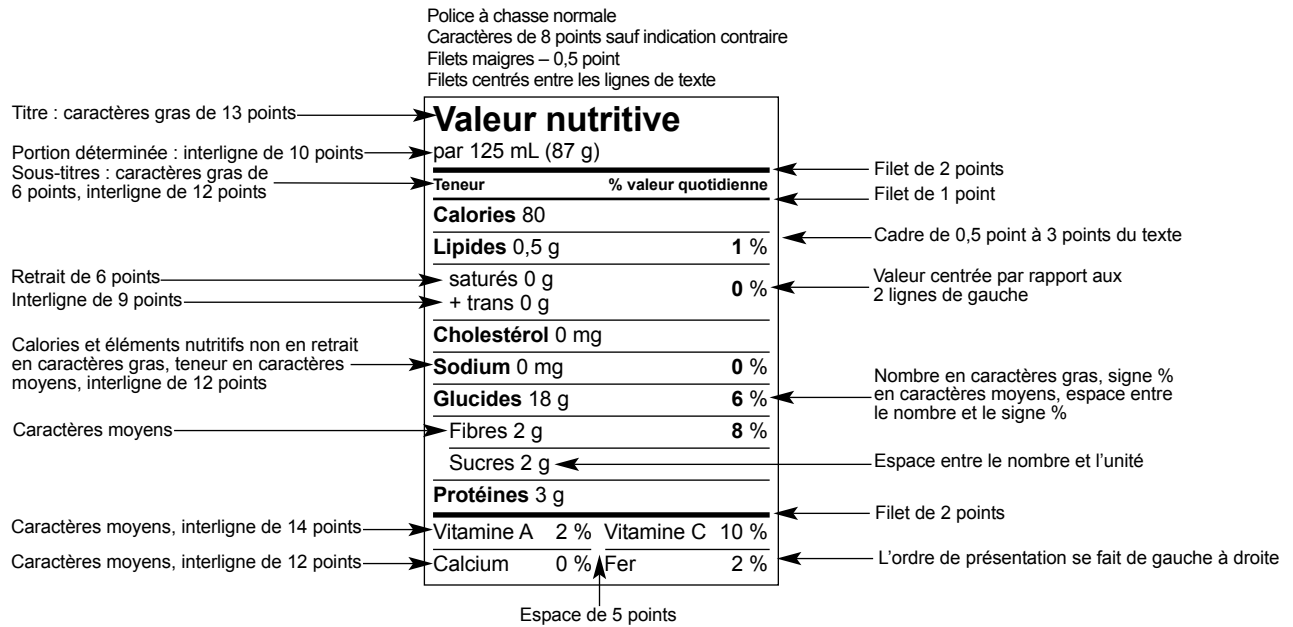 Police à chasse normale
Caractères de 8 points sauf indication contraire
Filets maigres – 0,5 point
Filets centrés entre les lignes de texte
Titre : caractères gras de 13 points
Portion déterminée : interligne de 10 points
Sous-titres : caractères gras de
6 points, interligne de 12 points
Retrait de 6 points
Interligne de 9 points
Calories et éléments nutritifs non en retrait
en caractères gras, teneur en caractères
moyens, interligne de 12 points
Caractères moyens
Caractères moyens, interligne de 14 points
Caractères moyens, interligne de 12 points
Valeur nutritive
par 125 mL (87 g)
Teneur % valeur quotidienne
Calories 80
Lipides 0,5 g 1 %
saturés 0 g
+ trans 0 g
0 %
Cholestérol 0 mg
Sodium 0 mg 0 %
Glucides 18 g 6 %
Fibres 2 g 8 %
Sucres 2 g
Protéines 3 g
Vitamine A 2 % Vitamine C 10 %
Calcium 0 % Fer 2 %
Filet de 2 points
Filet de 1 point
Cadre de 0,5 point à 3 points du texte
Valeur centrée par rapport aux
2 lignes de gauche
Nombre en caractères gras, signe %
en caractères moyens, espace entre
le nombre et le signe %
Espace entre le nombre et l’unité
Filet de 2 points
L’ordre de présentation se fait de gauche à droite
Espace de 5 points